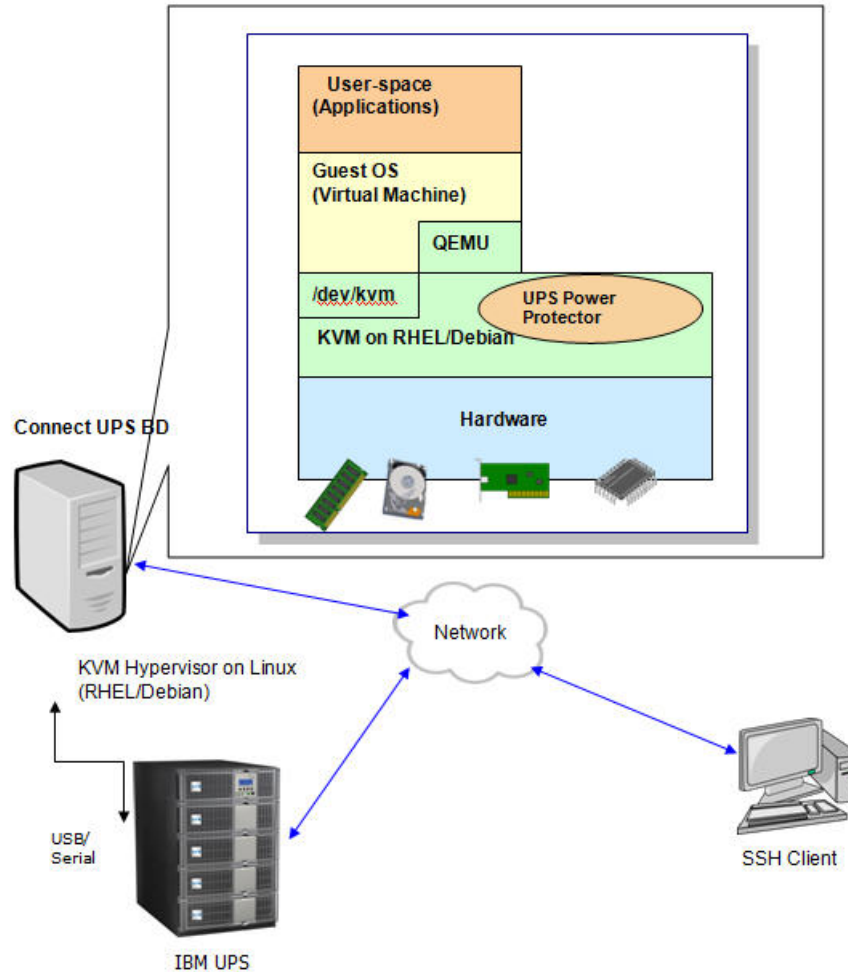 User-space
(Applications)
Guest OS
(Virtual Machine)
QEMU
/dev/kvm
UPS Power
Protector
KVM on RHEL/Debian
Hardware
Connect UPS BD
Network
KVM Hypervisor on Linux
(RHEL/Debian)
USB/
Serial
SSH Client
IBM UPS